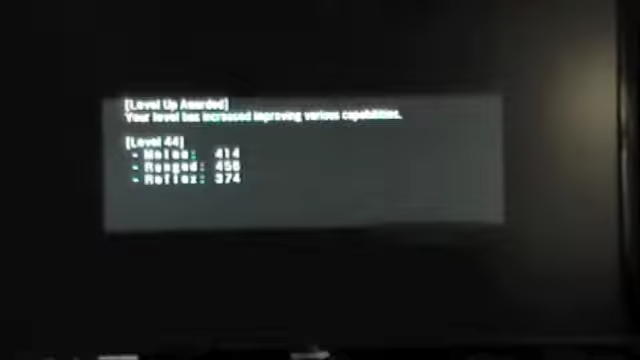 [Level Up Awarded]
Your level has increased improving various capabilities.
[Level 44]
- Melee: 414
- Ranged: 456
- Reflex: 374